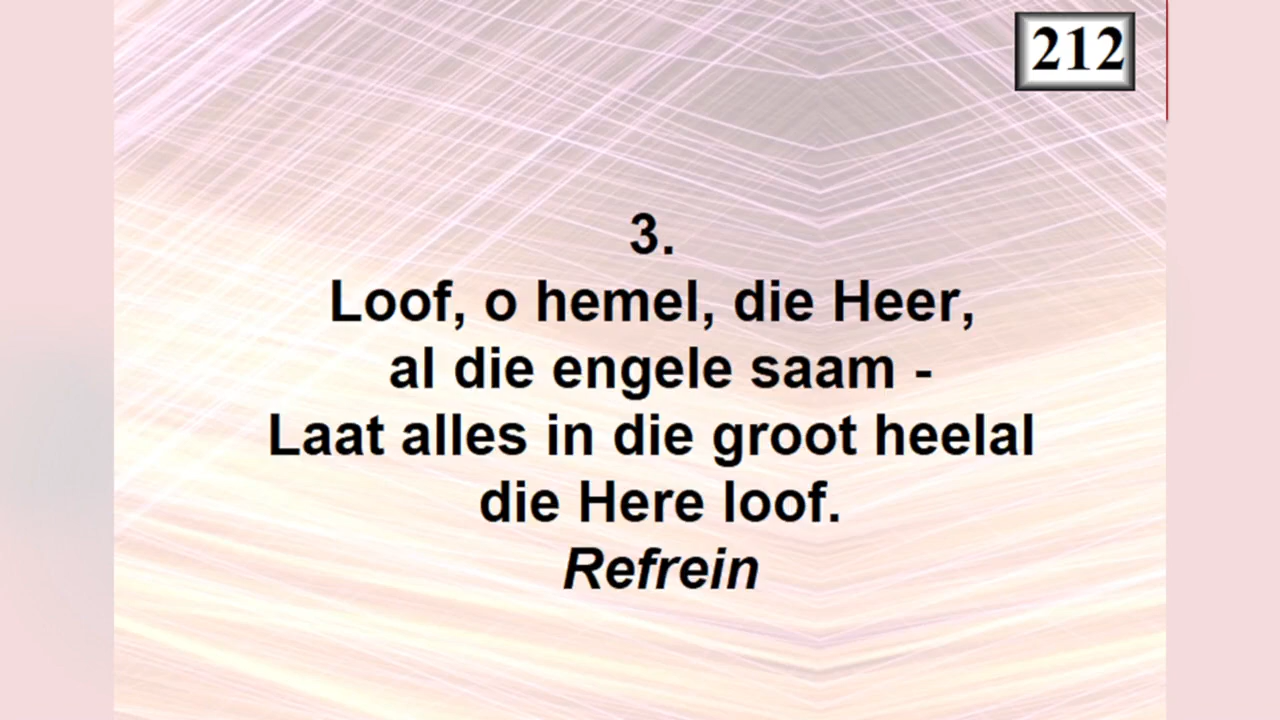 212
3.
Loof, o hemel, die Heer,
al die engele saam -
Laat alles in die groot heelal
die Here loof.
Refrein